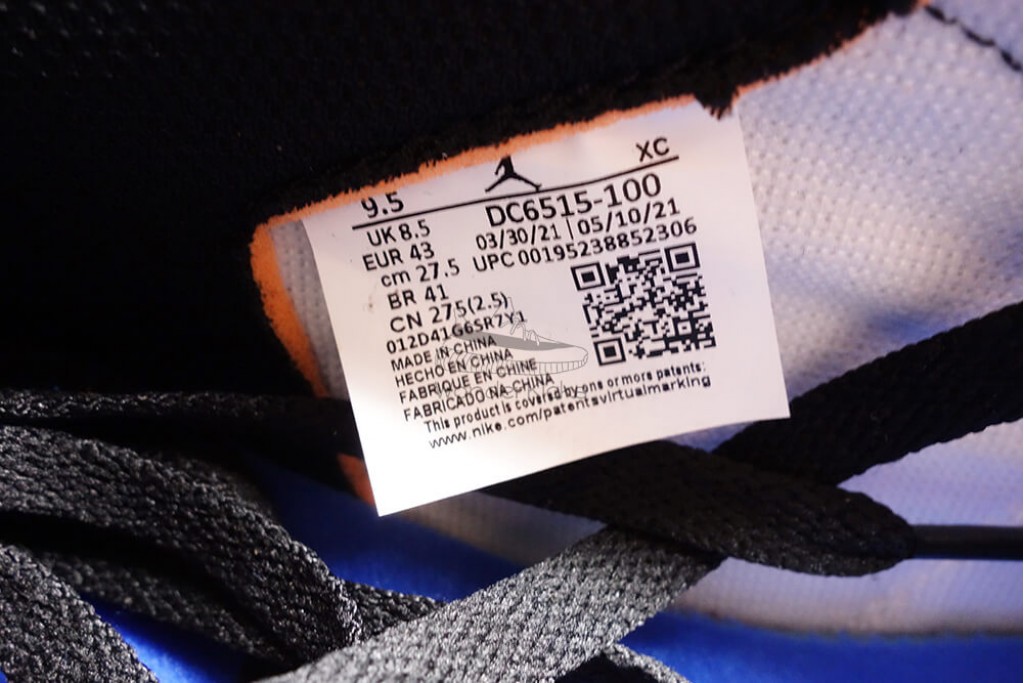 XC
9.5
DC6515-100
UK 8.5
03/30/21 | 05/10/21
EUR 43
UPC 00195238852306
cm 27.5
BR 41
CN 275(2.5)
012D41G6SR7Y1
MADE IN CHINA
HECHO EN CHINA
FABRIQUE EN CHINE
FABRICADO NA CHINA
This product is covered by one or more patents:
www.nike.com/patentsvirtualmarking